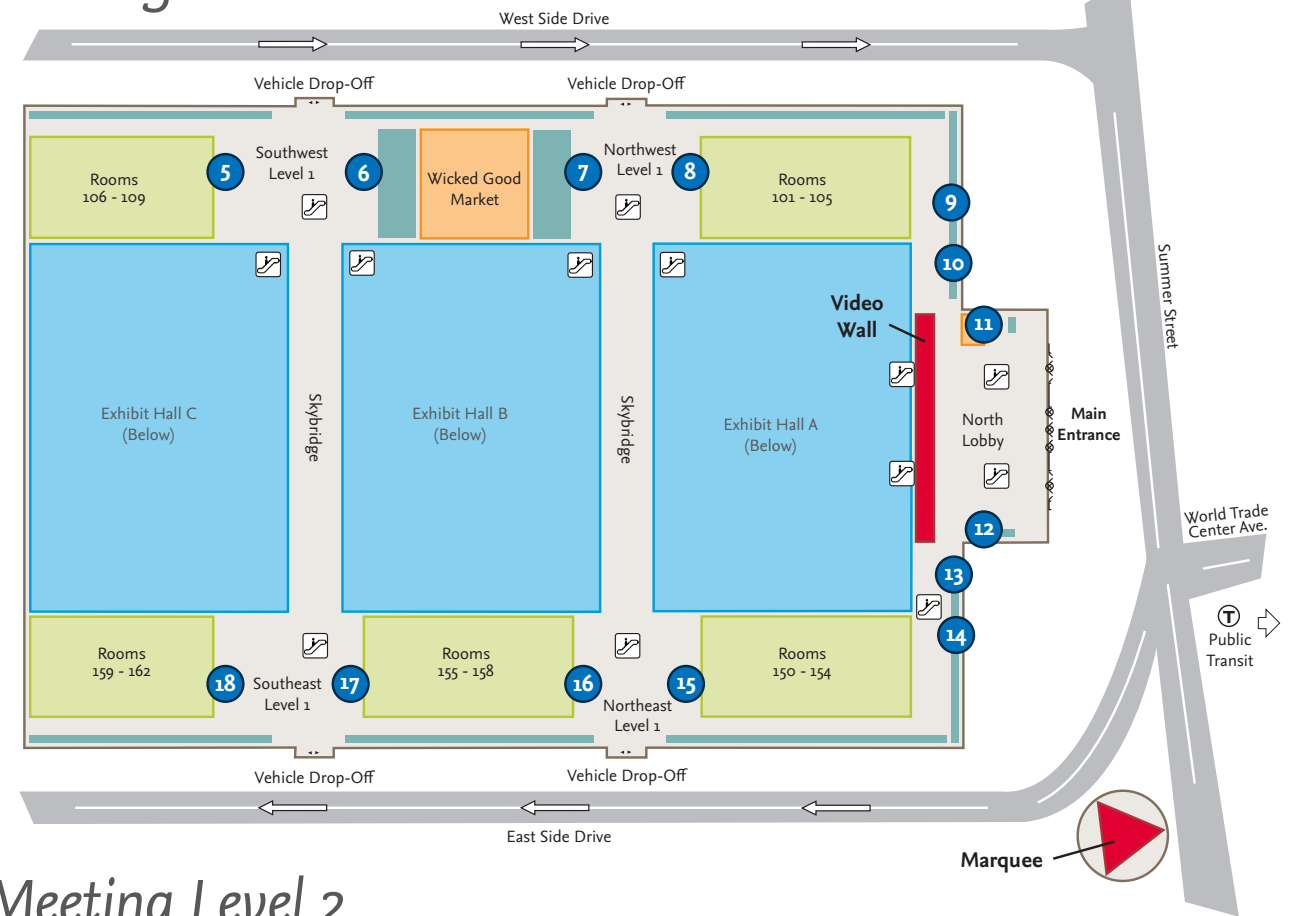 West Side Drive
Vehicle Drop-Off
Vehicle Drop-Off
5
Southwest
Level 1
6
Wicked Good
Market
7
Northwest
Level 1
8
Rooms
106 - 109
Rooms
101 - 105
9
10
Summer Street
Video
Wall
11
Exhibit Hall C
(Below)
Skybridge
Exhibit Hall B
(Below)
Skybridge
Exhibit Hall A
(Below)
North
Lobby
Main
Entrance
12
World Trade
Center Ave.
13
14
T
Public
Transit
Rooms
159 - 162
18
Southeast
Level 1
17
Rooms
155 - 158
16
Northeast
Level 1
15
Rooms
150 - 154
Vehicle Drop-Off
Vehicle Drop-Off
East Side Drive
Marquee
Meeting Level 2